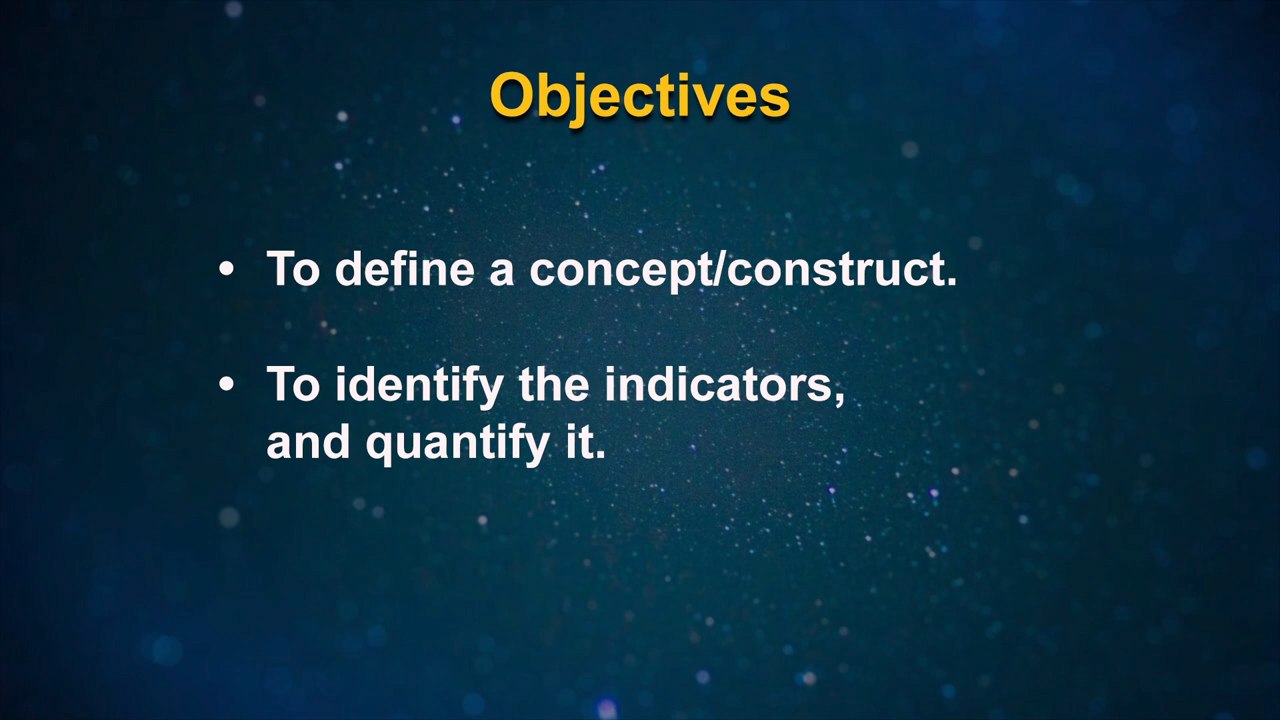 Objectives
• To define a concept/construct.
• To identify the indicators,
and quantify it.